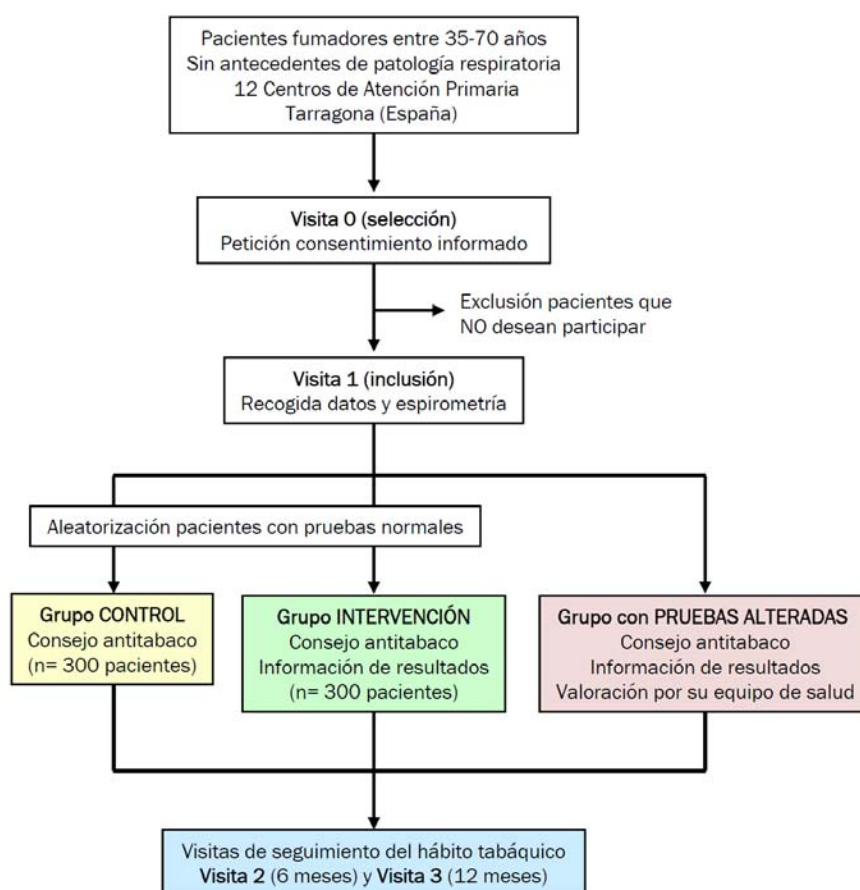 Pacientes fumadores entre 35-70 años
Sin antecedentes de patología respiratoria
12 Centros de Atención Primaria
Tarragona (España)
Visita 0 (selección)
Petición consentimiento informado
Exclusión pacientes que
NO desean participar
Visita 1 (inclusión)
Recogida datos y espirometría
Aleatorización pacientes con pruebas normales
Grupo CONTROL
Consejo antitabaco
(n= 300 pacientes)
Grupo INTERVENCIÓN
Consejo antitabaco
Información de resultados
(n= 300 pacientes)
Grupo con PRUEBAS ALTERADAS
Consejo antitabaco
Información de resultados
Valoración por su equipo de salud
Visitas de seguimiento del hábito tabáquico
Visita 2 (6 meses) y Visita 3 (12 meses)